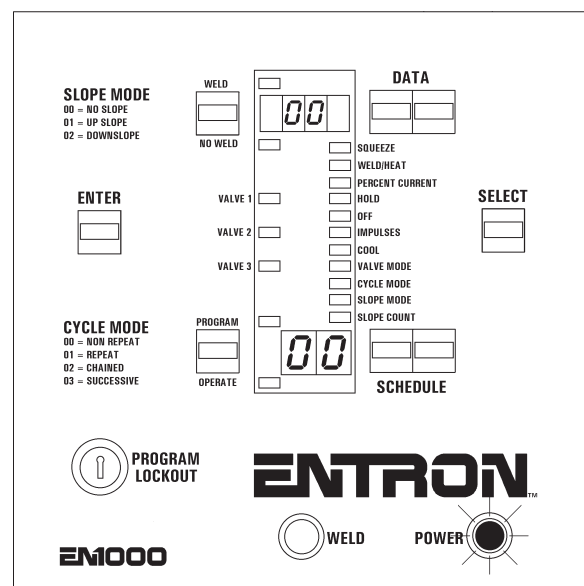 SLOPE MODE
00 = NO SLOPE
01 = UP SLOPE
02 = DOWNSLOPE
WELD
NO WELD
00
DATA
SQUEEZE
WELD/HEAT
PERCENT CURRENT
HOLD
OFF
IMPULSES
COOL
VALVE MODE
CYCLE MODE
SLOPE MODE
SLOPE COUNT
ENTER
VALVE 1
VALVE 2
VALVE 3
SELECT
CYCLE MODE
00 = NON REPEAT
01 = REPEAT
02 = CHAINED
03 = SUCCESSIVE
PROGRAM
OPERATE
00
SCHEDULE
PROGRAM
LOCKOUT
ENTRON™
WELD
POWER
EN1000